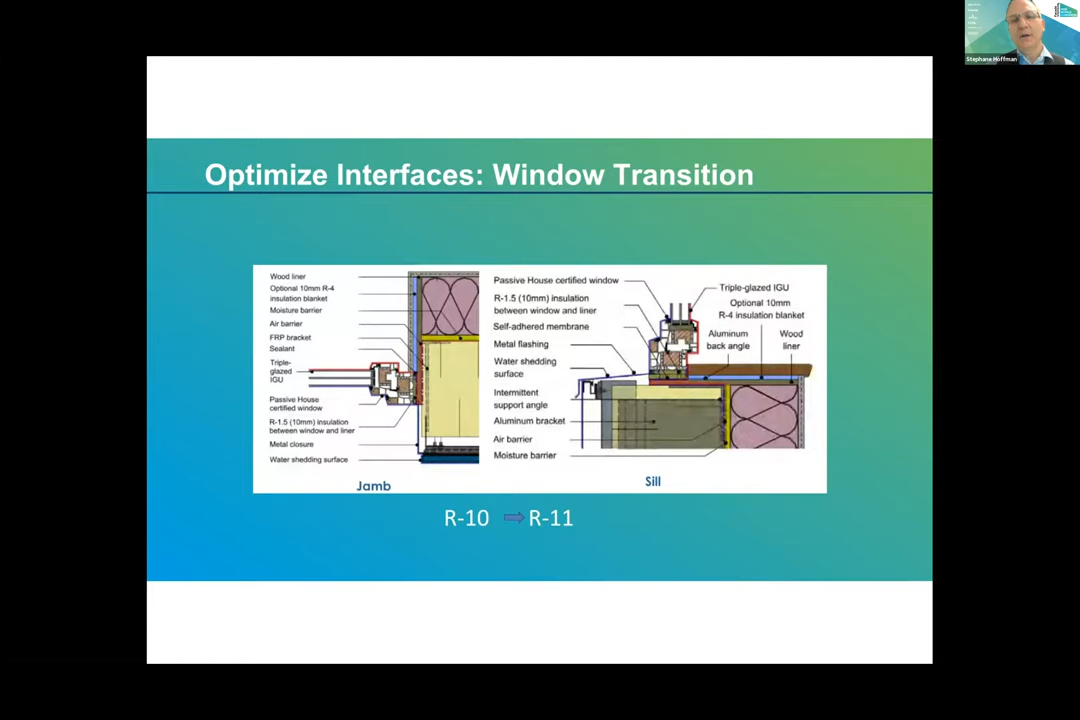 Optimize Interfaces: Window Transition
Wood liner
Optional 10mm R-4
insulation blanket
Moisture barrier
Air barrier
FRP bracket
Sealant
Triple-
glazed
IGU
Passive House
certified window
R-1.5 (10mm) insulation
between window and liner
Metal closure
Water shedding surface
Jamb
Passive House certified window
R-1.5 (10mm) insulation
between window and liner
Self-adhered membrane
Metal flashing
Water shedding
surface
Intermittent
support angle
Aluminum bracket
Air barrier
Moisture barrier
Triple-glazed IGU
Optional 10mm
R-4 insulation blanket
Aluminum
back angle
Wood
liner
Sill
R-10
R-11
Stephane Hoffman